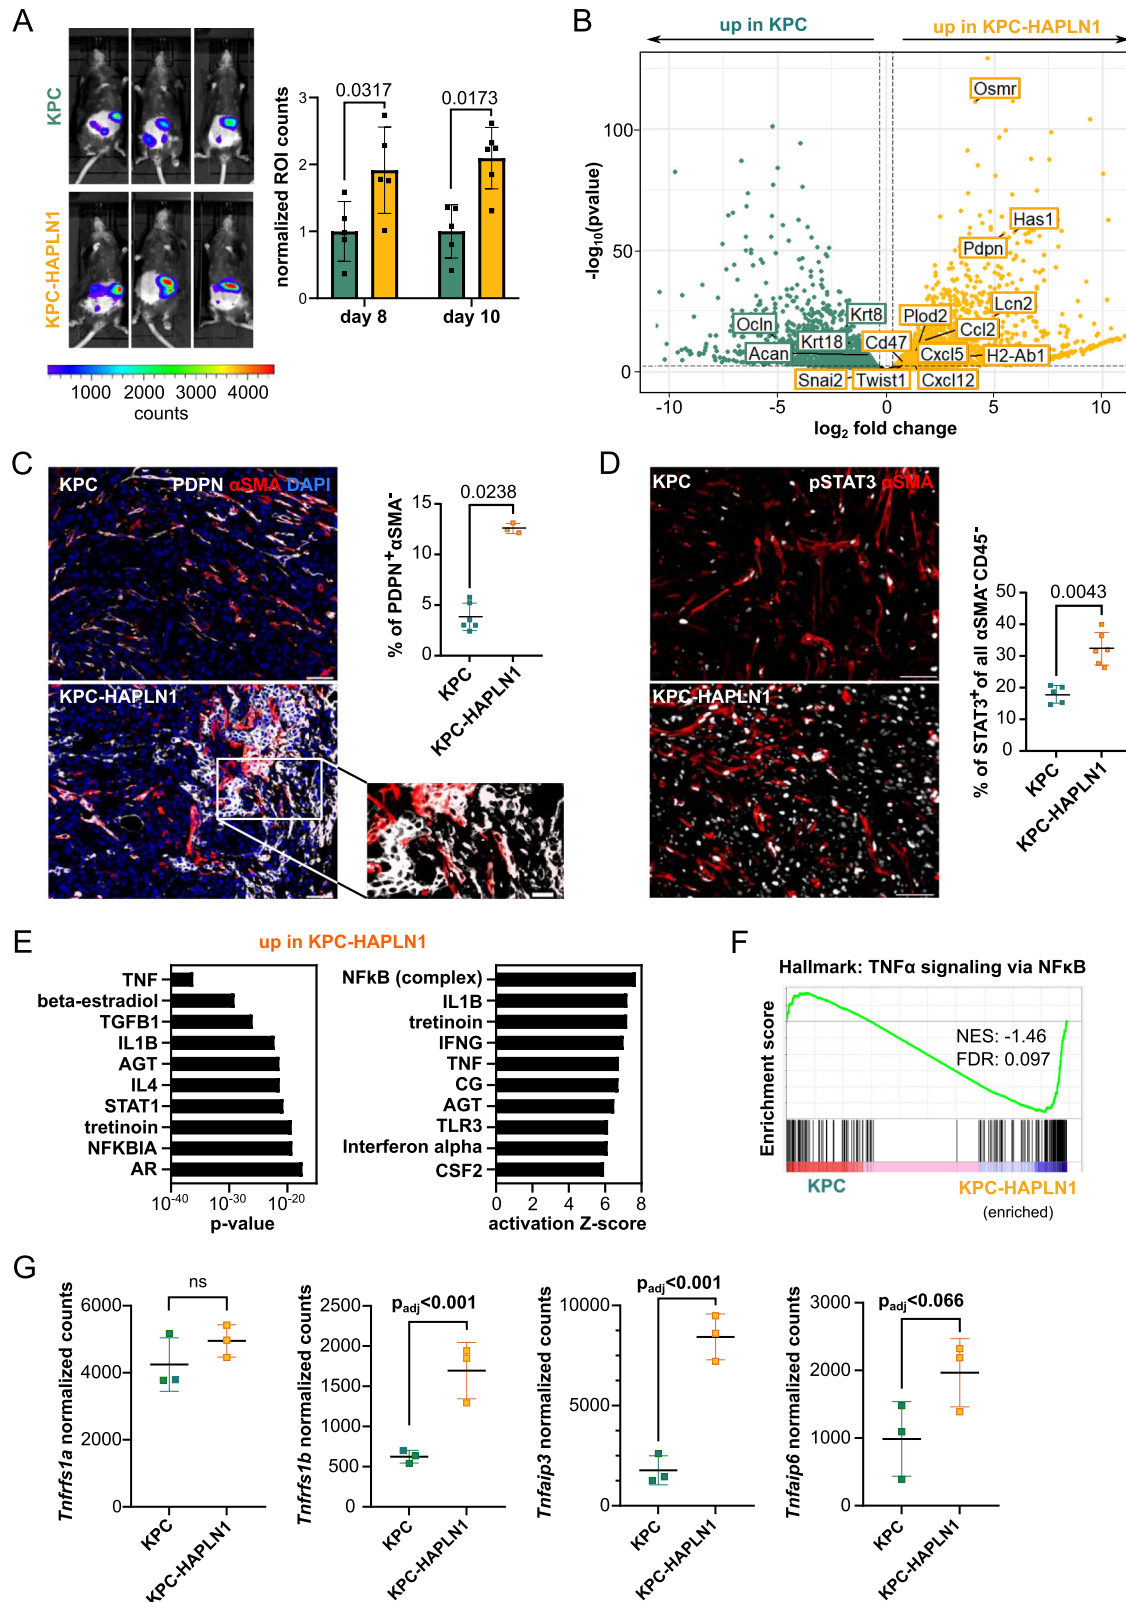 A
KPC
KPC-HAPLN1
1000 2000 3000 4000
counts
normalized ROI counts
3
2
1
0
0.0317
0.0173
day 8
day 10
B
up in KPC
up in KPC-HAPLN1
-log10(pvalue)
100
50
0
Osmr
Has1
Pdpn
Lcn2
Krt8
Plod2
Ocln
Ccl2
Krt18
Cd47
Acan
Cxcl5
H2-Ab1
Snai2
Twist1
Cxcl12
-10 -5 0 5 10
log2 fold change
C
KPC
PDPN αSMA DAPI
KPC-HAPLN1
% of PDPN+αSMA-
15
10
5
0
0.0238
KPC
KPC-HAPLN1
D
KPC
pSTAT3 αSMA
KPC-HAPLN1
% of STAT3+ of all αSMA-CD45-
50
40
30
20
10
0
0.0043
KPC
KPC-HAPLN1
E
up in KPC-HAPLN1
TNF
beta-estradiol
TGFB1
IL1B
AGT
IL4
STAT1
tretinoin
NFKBIA
AR
10-40 10-30 10-20
p-value
NFkB (complex)
IL1B
tretinoin
IFNG
TNF
CG
AGT
TLR3
Interferon alpha
CSF2
0 2 4 6 8
activation Z-score
F
Hallmark: TNFα signaling via NFκB
Enrichment score
NES: -1.46
FDR: 0.097
KPC
KPC-HAPLN1
(enriched)
G
Tnfrfs1a normalized counts
6000
4000
2000
0
ns
KPC
KPC-HAPLN1
Tnfrfs1b normalized counts
2500
2000
1500
1000
500
0
padj<0.001
KPC
KPC-HAPLN1
Tnfaip3 normalized counts
10000
5000
0
padj<0.001
KPC
KPC-HAPLN1
Tnfaip6 normalized counts
3000
2000
1000
0
padj<0.066
KPC
KPC-HAPLN1